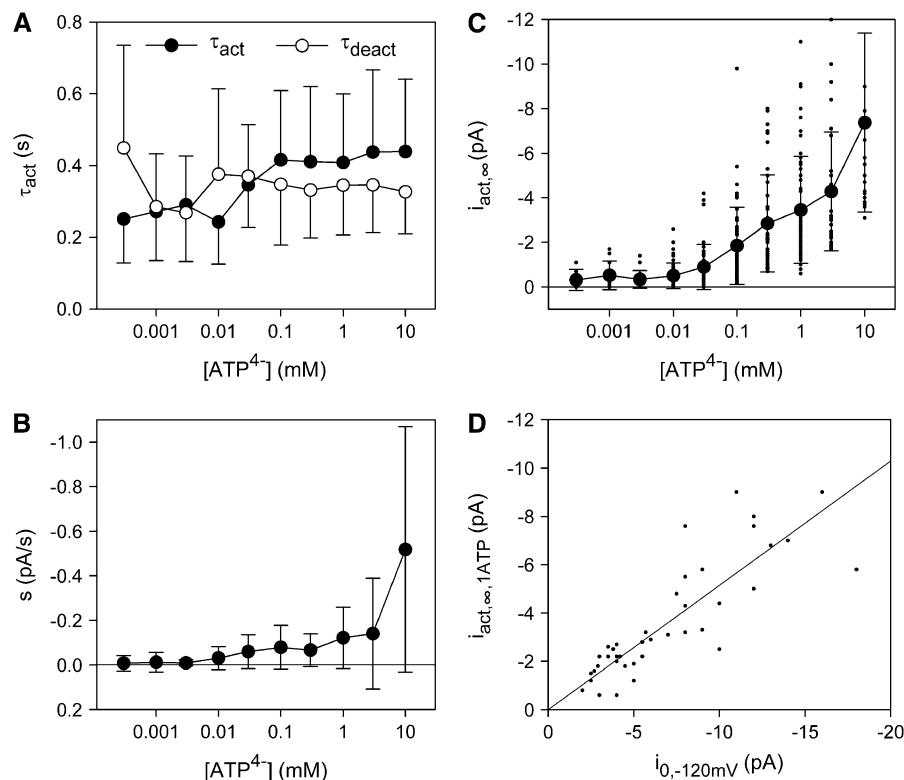 A
τact
τdeact
0.8
0.6
0.4
0.2
0.0
τact (s)
0.001 0.01 0.1 1 10
[ATP4-] (mM)
C
-12
-10
-8
-6
-4
-2
0
iact,∞(pA)
0.001 0.01 0.1 1 10
[ATP4-] (mM)
B
-1.0
-0.8
-0.6
-0.4
-0.2
0.0
0.2
s (pA/s)
0.001 0.01 0.1 1 10
[ATP4-] (mM)
D
-12
-10
-8
-6
-4
-2
0
iact,∞,1ATP (pA)
0 -5 -10 -15 -20
i0,-120mV (pA)